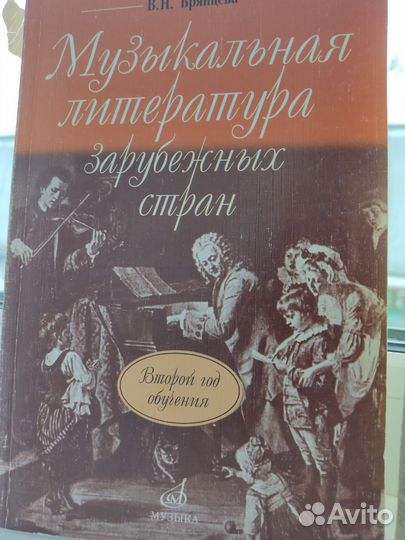 В.Н. Брянцева
Музыкальная
литература
зарубежных
стран
Второй год
обучения
МУЗЫКА
Avito